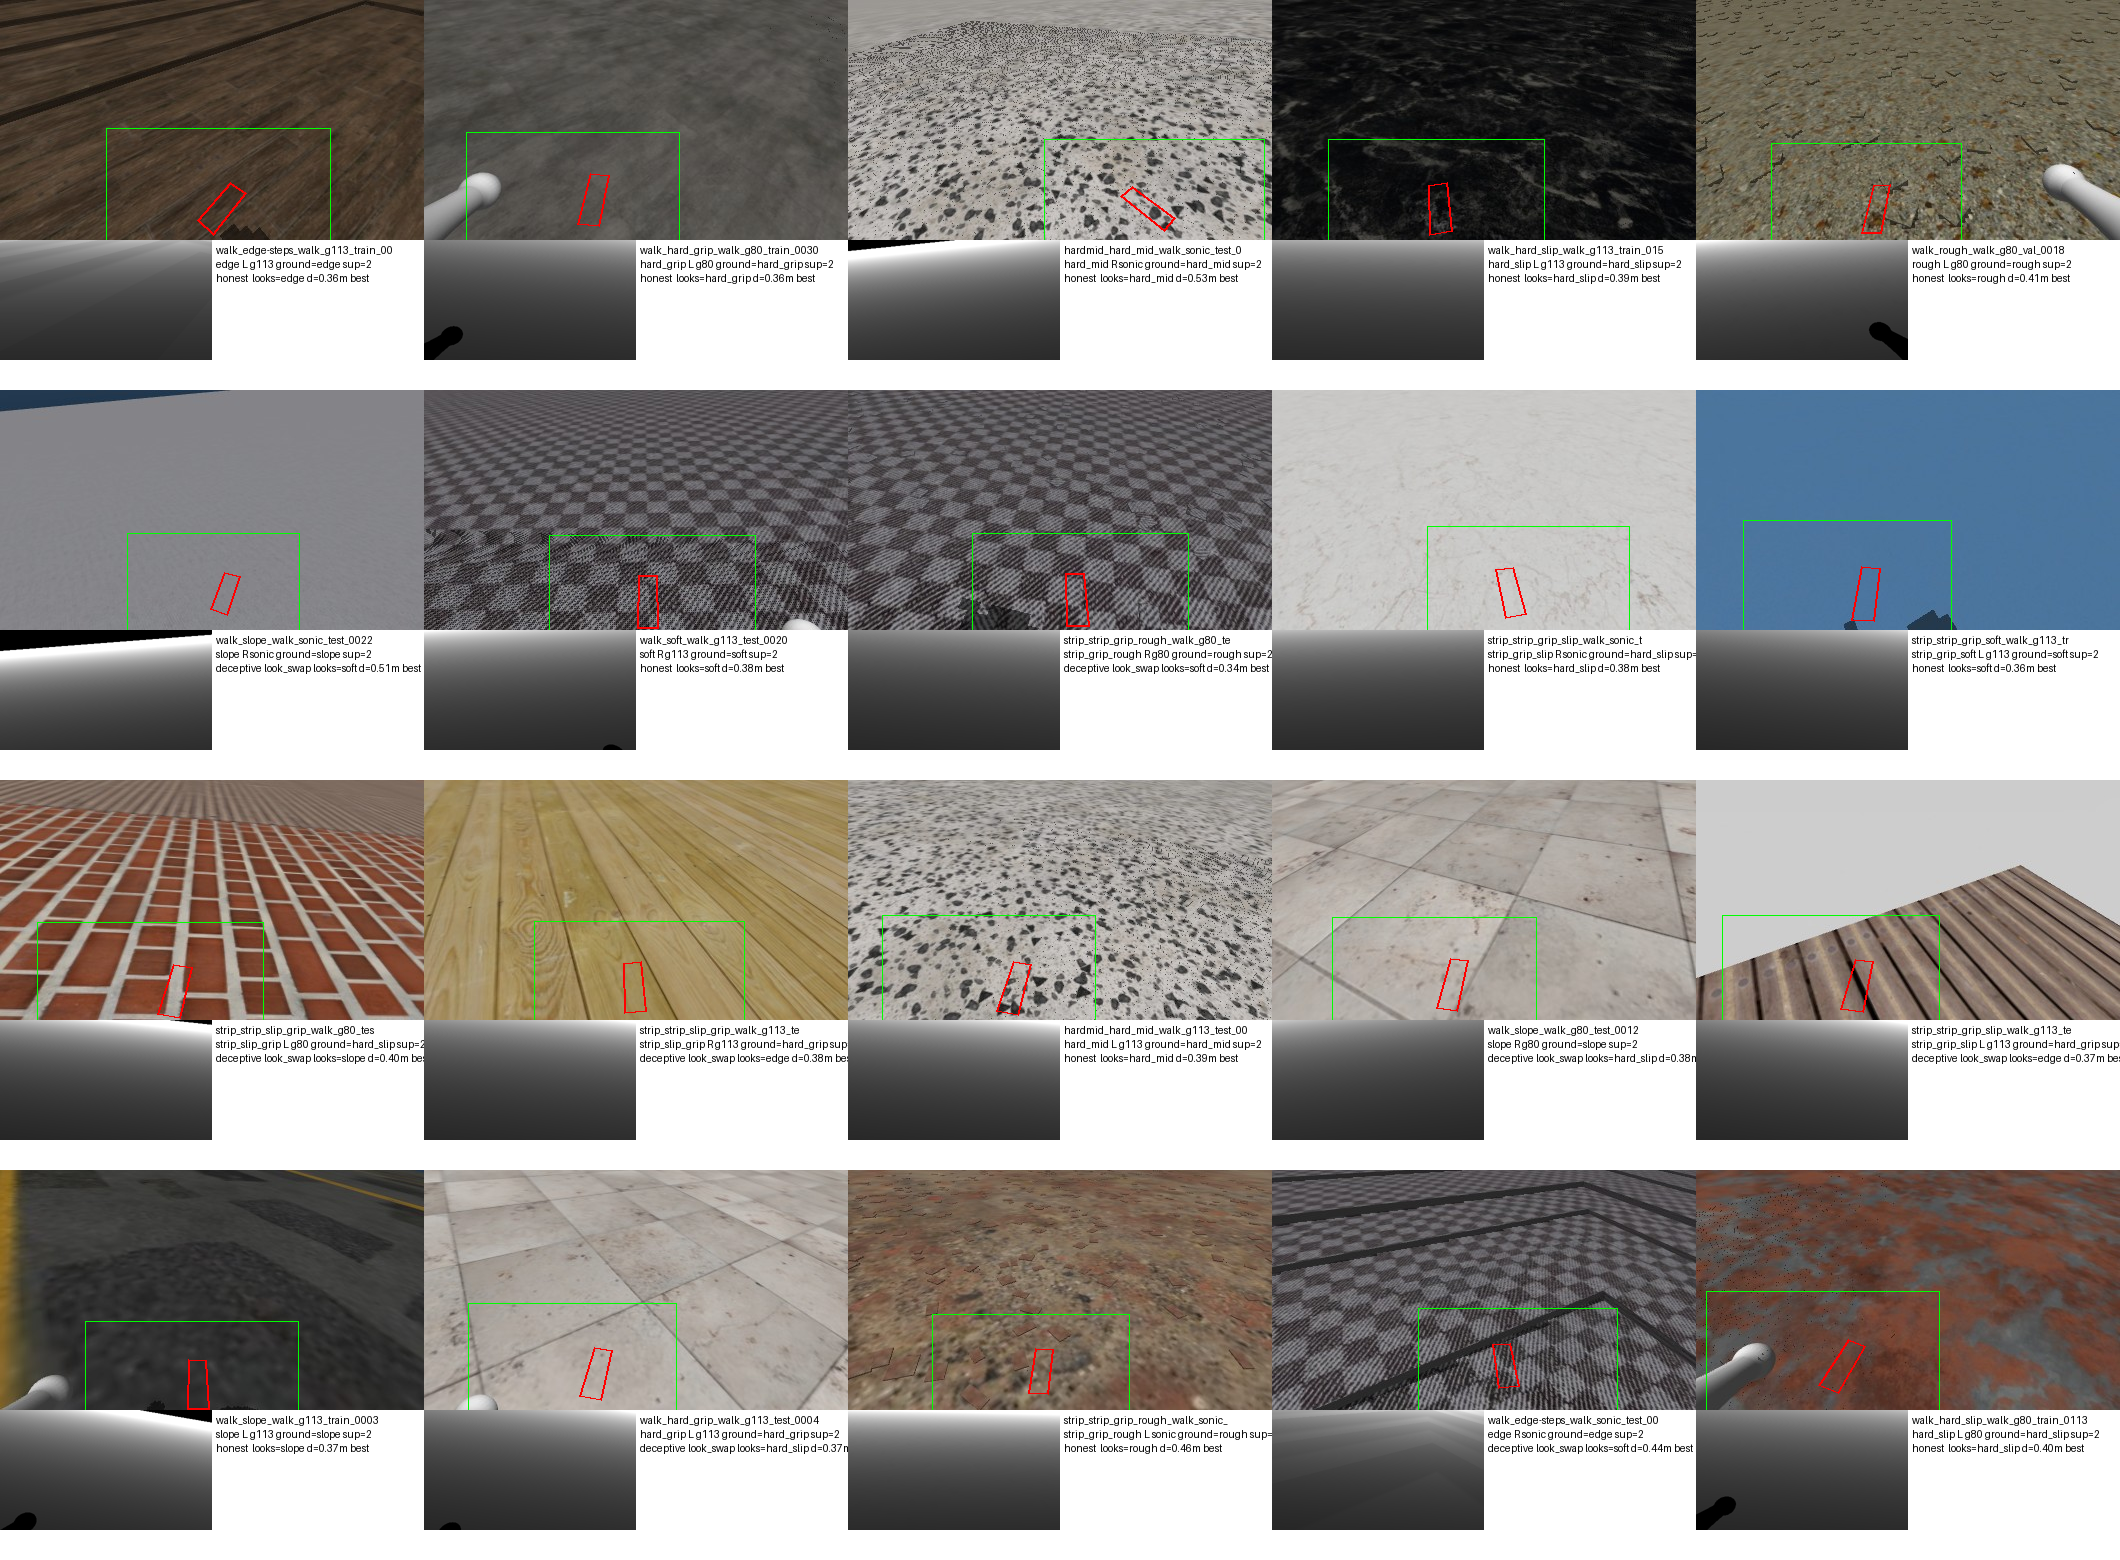 walk_edge-steps_walk_g113_train_00
edge L g113 ground=edge sup=2
honest looks=edge d=0.36m best
walk_hard_grip_walk_g80_train_0030
hard_grip L g80 ground=hard_grip sup=2
honest looks=hard_grip d=0.36m best
hardmid_hard_mid_walk_sonic_test_0
hard_mid R sonic ground=hard_mid sup=2
honest looks=hard_mid d=0.53m best
walk_hard_slip_walk_g113_train_015
hard_slip L g113 ground=hard_slip sup=2
honest looks=hard_slip d=0.39m best
walk_rough_walk_g80_val_0018
rough L g80 ground=rough sup=2
honest looks=rough d=0.41m best
walk_slope_walk_sonic_test_0022
slope R sonic ground=slope sup=2
deceptive look_swap looks=soft d=0.51m best
walk_soft_walk_g113_test_0020
soft R g113 ground=soft sup=2
honest looks=soft d=0.38m best
strip_strip_grip_rough_walk_g80_te
strip_grip_rough R g80 ground=rough sup=2
deceptive look_swap looks=soft d=0.34m best
strip_strip_grip_slip_walk_sonic_t
strip_grip_slip R sonic ground=hard_slip sup=
honest looks=hard_slip d=0.38m best
strip_strip_grip_soft_walk_g113_tr
strip_grip_soft L g113 ground=soft sup=2
honest looks=soft d=0.36m best
strip_strip_slip_grip_walk_g80_tes
strip_slip_grip L g80 ground=hard_slip sup=2
deceptive look_swap looks=slope d=0.40m bes
strip_strip_slip_grip_walk_g113_te
strip_slip_grip R g113 ground=hard_grip sup
deceptive look_swap looks=edge d=0.38m bes
hardmid_hard_mid_walk_g113_test_00
hard_mid L g113 ground=hard_mid sup=2
honest looks=hard_mid d=0.39m best
walk_slope_walk_g80_test_0012
slope R g80 ground=slope sup=2
deceptive look_swap looks=hard_slip d=0.38m
strip_strip_grip_slip_walk_g113_te
strip_grip_slip L g113 ground=hard_grip sup
deceptive look_swap looks=edge d=0.37m bes
walk_slope_walk_g113_train_0003
slope L g113 ground=slope sup=2
honest looks=slope d=0.37m best
walk_hard_grip_walk_g113_test_0004
hard_grip L g113 ground=hard_grip sup=2
deceptive look_swap looks=hard_slip d=0.37m
strip_strip_grip_rough_walk_sonic_
strip_grip_rough L sonic ground=rough sup=
honest looks=rough d=0.46m best
walk_edge-steps_walk_sonic_test_00
edge R sonic ground=edge sup=2
deceptive look_swap looks=soft d=0.44m best
walk_hard_slip_walk_g80_train_0113
hard_slip L g80 ground=hard_slip sup=2
honest looks=hard_slip d=0.40m best